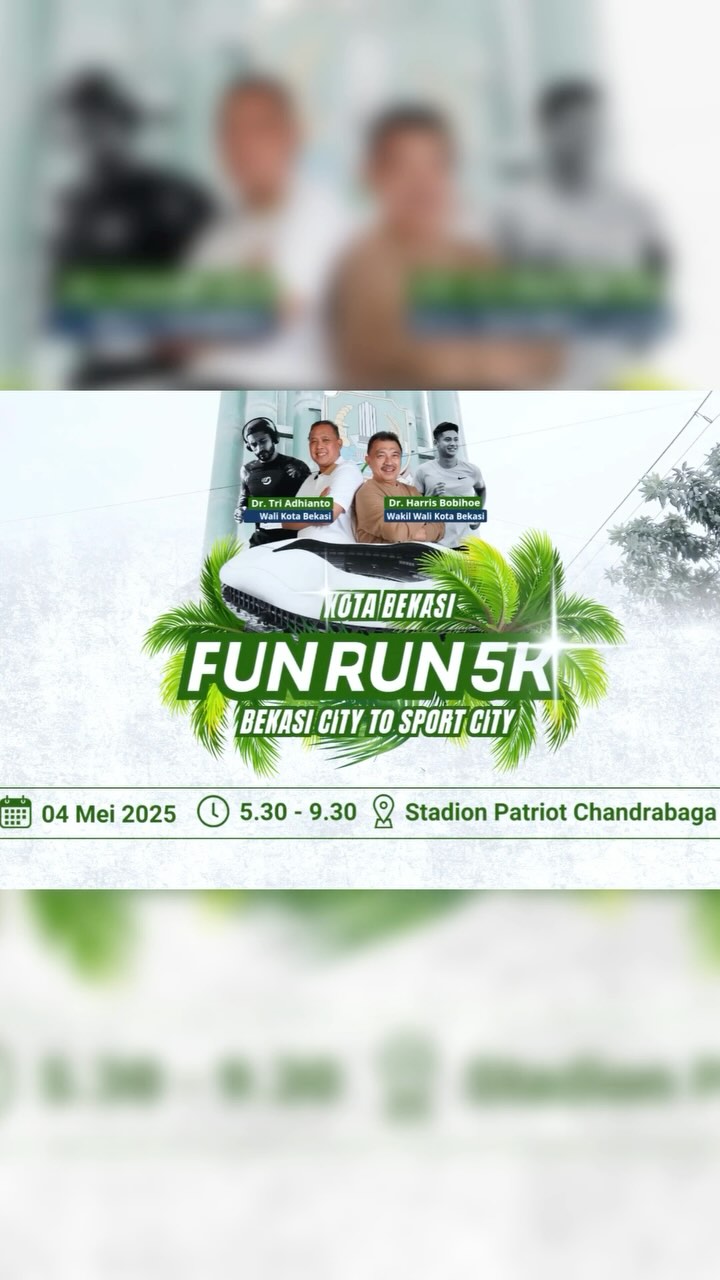 Dr. Tri Adhianto
Wali Kota Bekasi
Dr. Harris Bobihoe
Wakil Wali Kota Bekasi
KOTA BEKASI
FUN RUN 5K
BEKASI CITY TO SPORT CITY
04 Mei 2025
5.30 - 9.30
Stadion Patriot Chandrabaga